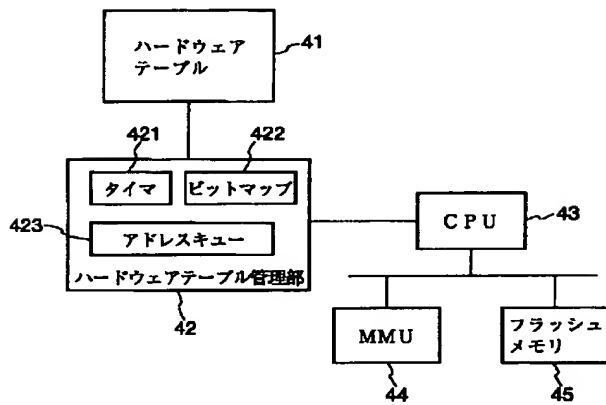 ハードウェア
テーブル
41
421
422
タイマ
ビットマップ
423
アドレスキュー
ハードウェアテーブル管理部
42
CPU
43
MMU
44
フラッシュ
メモリ
45